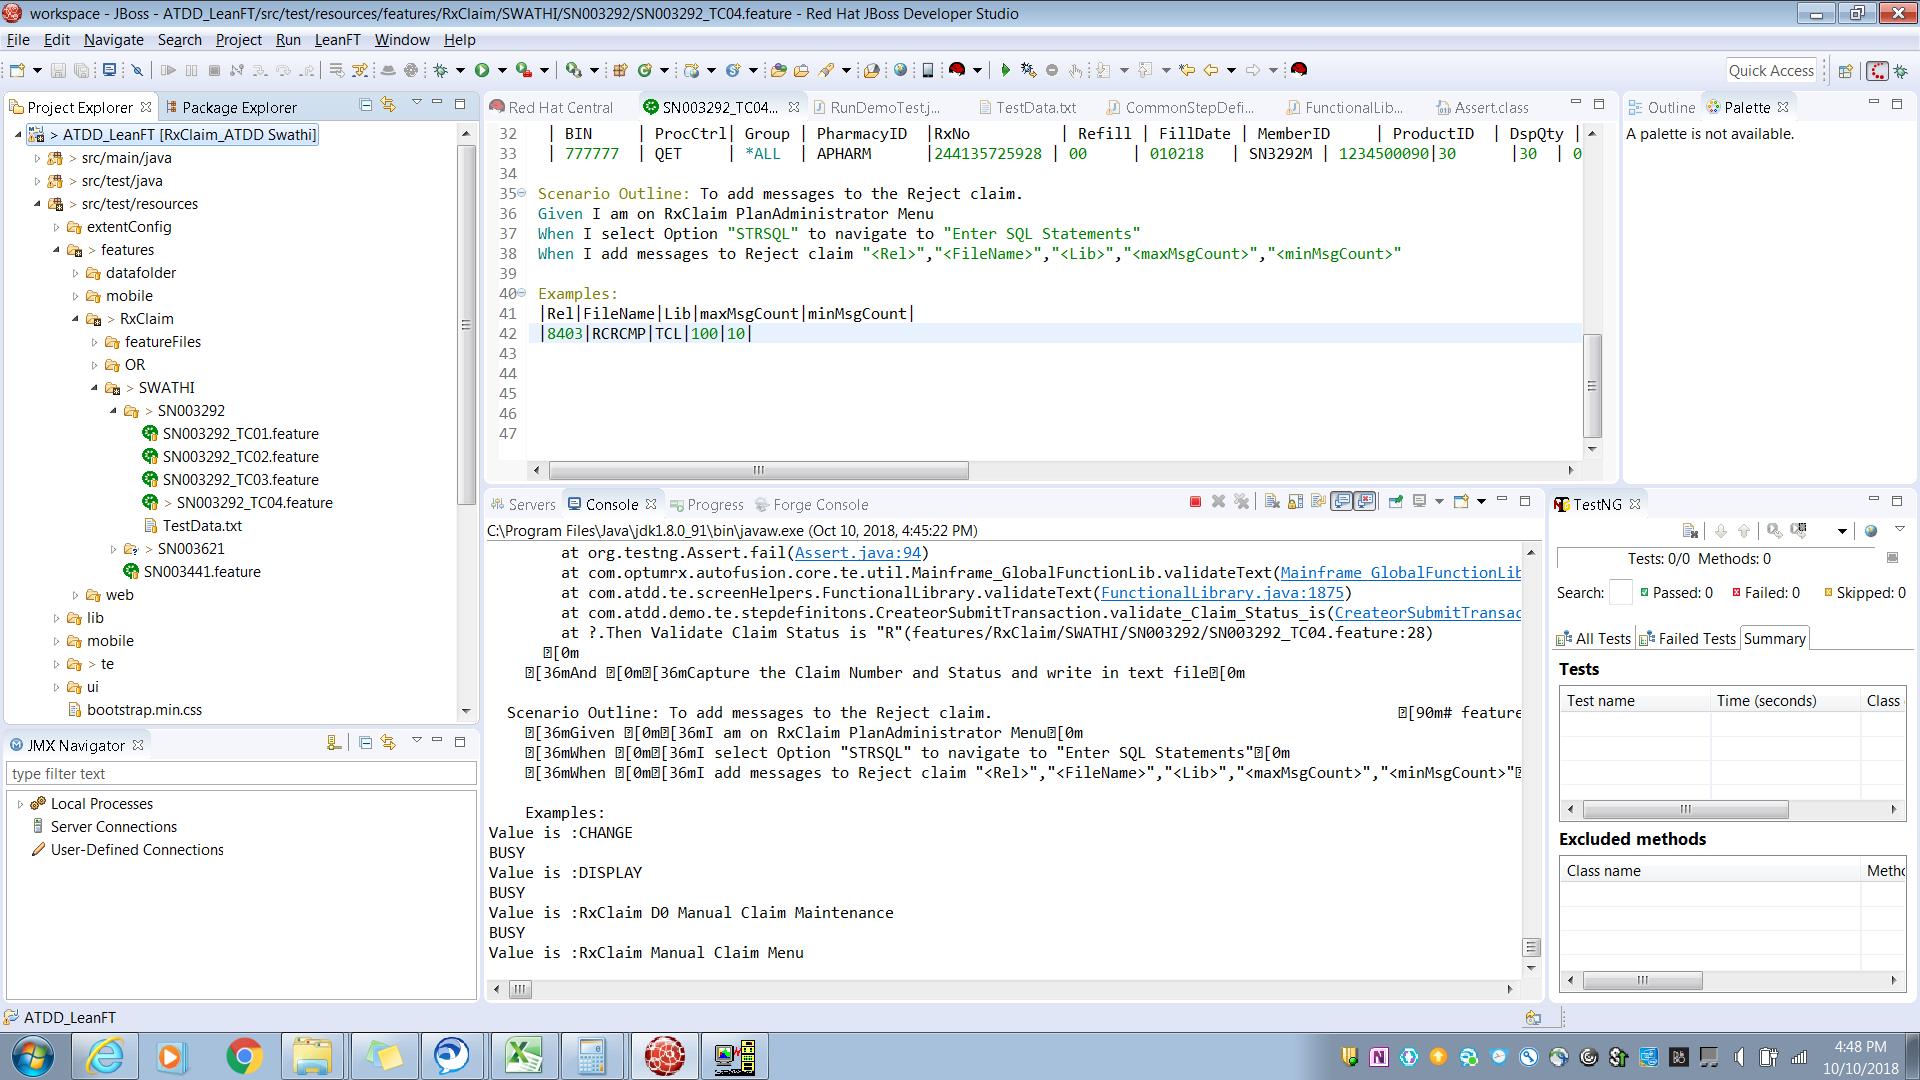 workspace - JBoss - ATDD_LeanFT/src/test/resources/features/RxClaim/SWATHI/SN003292/SN003292_TC04.feature - Red Hat JBoss Developer Studio
File Edit Navigate Search Project Run LeanFT Window Help
Quick Access
Project Explorer Package Explorer
> ATDD_LeanFT [RxClaim_ATDD Swathi]
> src/main/java
> src/test/java
> src/test/resources
extentConfig
> features
datafolder
mobile
> RxClaim
featureFiles
OR
> SWATHI
> SN003292
SN003292_TC01.feature
SN003292_TC02.feature
SN003292_TC03.feature
> SN003292_TC04.feature
TestData.txt
> SN003621
SN003441.feature
web
lib
mobile
> te
ui
bootstrap.min.css
JMX Navigator
type filter text
Local Processes
Server Connections
User-Defined Connections
Red Hat Central SN003292_TC04... RunDemoTest.j... TestData.txt CommonStepDefi... FunctionalLib... Assert.class
32 | BIN | ProcCtrl| Group | PharmacyID |RxNo | Refill | FillDate | MemberID | ProductID | DspQty |
33 | 777777 | QET | *ALL | APHARM |244135725928 | 00 | 010218 | SN3292M | 1234500090|30 |30 | 0
34
35 Scenario Outline: To add messages to the Reject claim.
36 Given I am on RxClaim PlanAdministrator Menu
37 When I select Option "STRSQL" to navigate to "Enter SQL Statements"
38 When I add messages to Reject claim "<Rel>","<FileName>","<Lib>","<maxMsgCount>","<minMsgCount>"
39
40 Examples:
41 |Rel|FileName|Lib|maxMsgCount|minMsgCount|
42 |8403|RCRCMP|TCL|100|10|
43
44
45
46
47
Outline Palette
A palette is not available.
Servers Console Progress Forge Console
C:\Program Files\Java\jdk1.8.0_91\bin\javaw.exe (Oct 10, 2018, 4:45:22 PM)
at org.testng.Assert.fail(Assert.java:94)
at com.optumrx.autofusion.core.te.util.Mainframe_GlobalFunctionLib.validateText(Mainframe_GlobalFunctionLib
at com.atdd.te.screenHelpers.FunctionalLibrary.validateText(FunctionalLibrary.java:1875)
at com.atdd.demo.te.stepdefinitons.CreateorSubmitTransaction.validate_Claim_Status_is(CreateorSubmitTransac
at ?.Then Validate Claim Status is "R"(features/RxClaim/SWATHI/SN003292/SN003292_TC04.feature:28)
[0m
[36mAnd [0m[36mCapture the Claim Number and Status and write in text file[0m
Scenario Outline: To add messages to the Reject claim. [90m# feature
[36mGiven [0m[36mI am on RxClaim PlanAdministrator Menu[0m
[36mWhen [0m[36mI select Option "STRSQL" to navigate to "Enter SQL Statements"[0m
[36mWhen [0m[36mI add messages to Reject claim "<Rel>","<FileName>","<Lib>","<maxMsgCount>","<minMsgCount>"
Examples:
Value is :CHANGE
BUSY
Value is :DISPLAY
BUSY
Value is :RxClaim D0 Manual Claim Maintenance
BUSY
Value is :RxClaim Manual Claim Menu
TestNG
Tests: 0/0 Methods: 0
Search: Passed: 0 Failed: 0 Skipped: 0
All Tests Failed Tests Summary
Tests
Test name Time (seconds) Class
Excluded methods
Class name Metho
ATDD_LeanFT
4:48 PM
10/10/2018